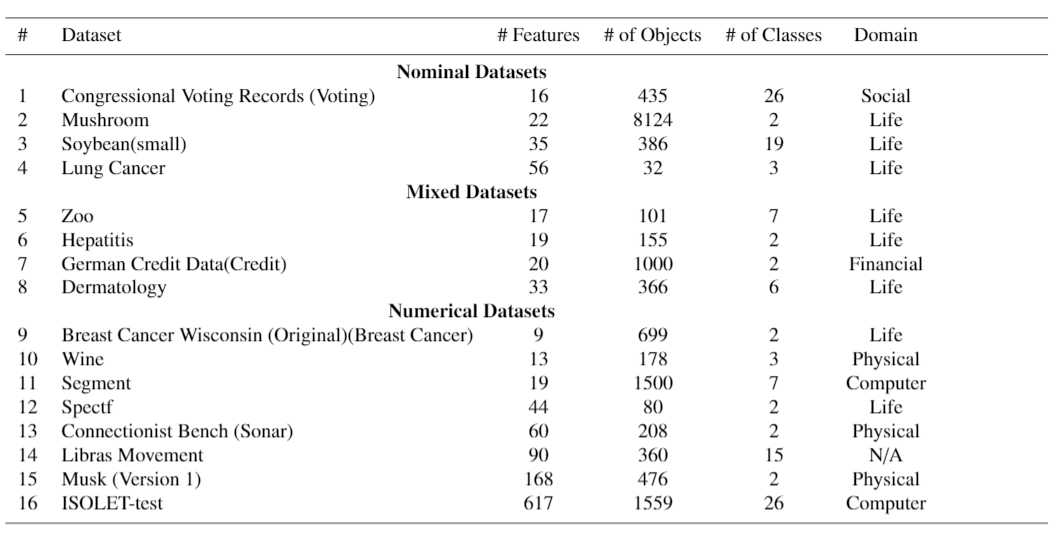 # Dataset # Features # of Objects # of Classes Domain
Nominal Datasets
1 Congressional Voting Records (Voting) 16 435 26 Social
2 Mushroom 22 8124 2 Life
3 Soybean(small) 35 386 19 Life
4 Lung Cancer 56 32 3 Life
Mixed Datasets
5 Zoo 17 101 7 Life
6 Hepatitis 19 155 2 Life
7 German Credit Data(Credit) 20 1000 2 Financial
8 Dermatology 33 366 6 Life
Numerical Datasets
9 Breast Cancer Wisconsin (Original)(Breast Cancer) 9 699 2 Life
10 Wine 13 178 3 Physical
11 Segment 19 1500 7 Computer
12 Spectf 44 80 2 Life
13 Connectionist Bench (Sonar) 60 208 2 Physical
14 Libras Movement 90 360 15 N/A
15 Musk (Version 1) 168 476 2 Physical
16 ISOLET-test 617 1559 26 Computer